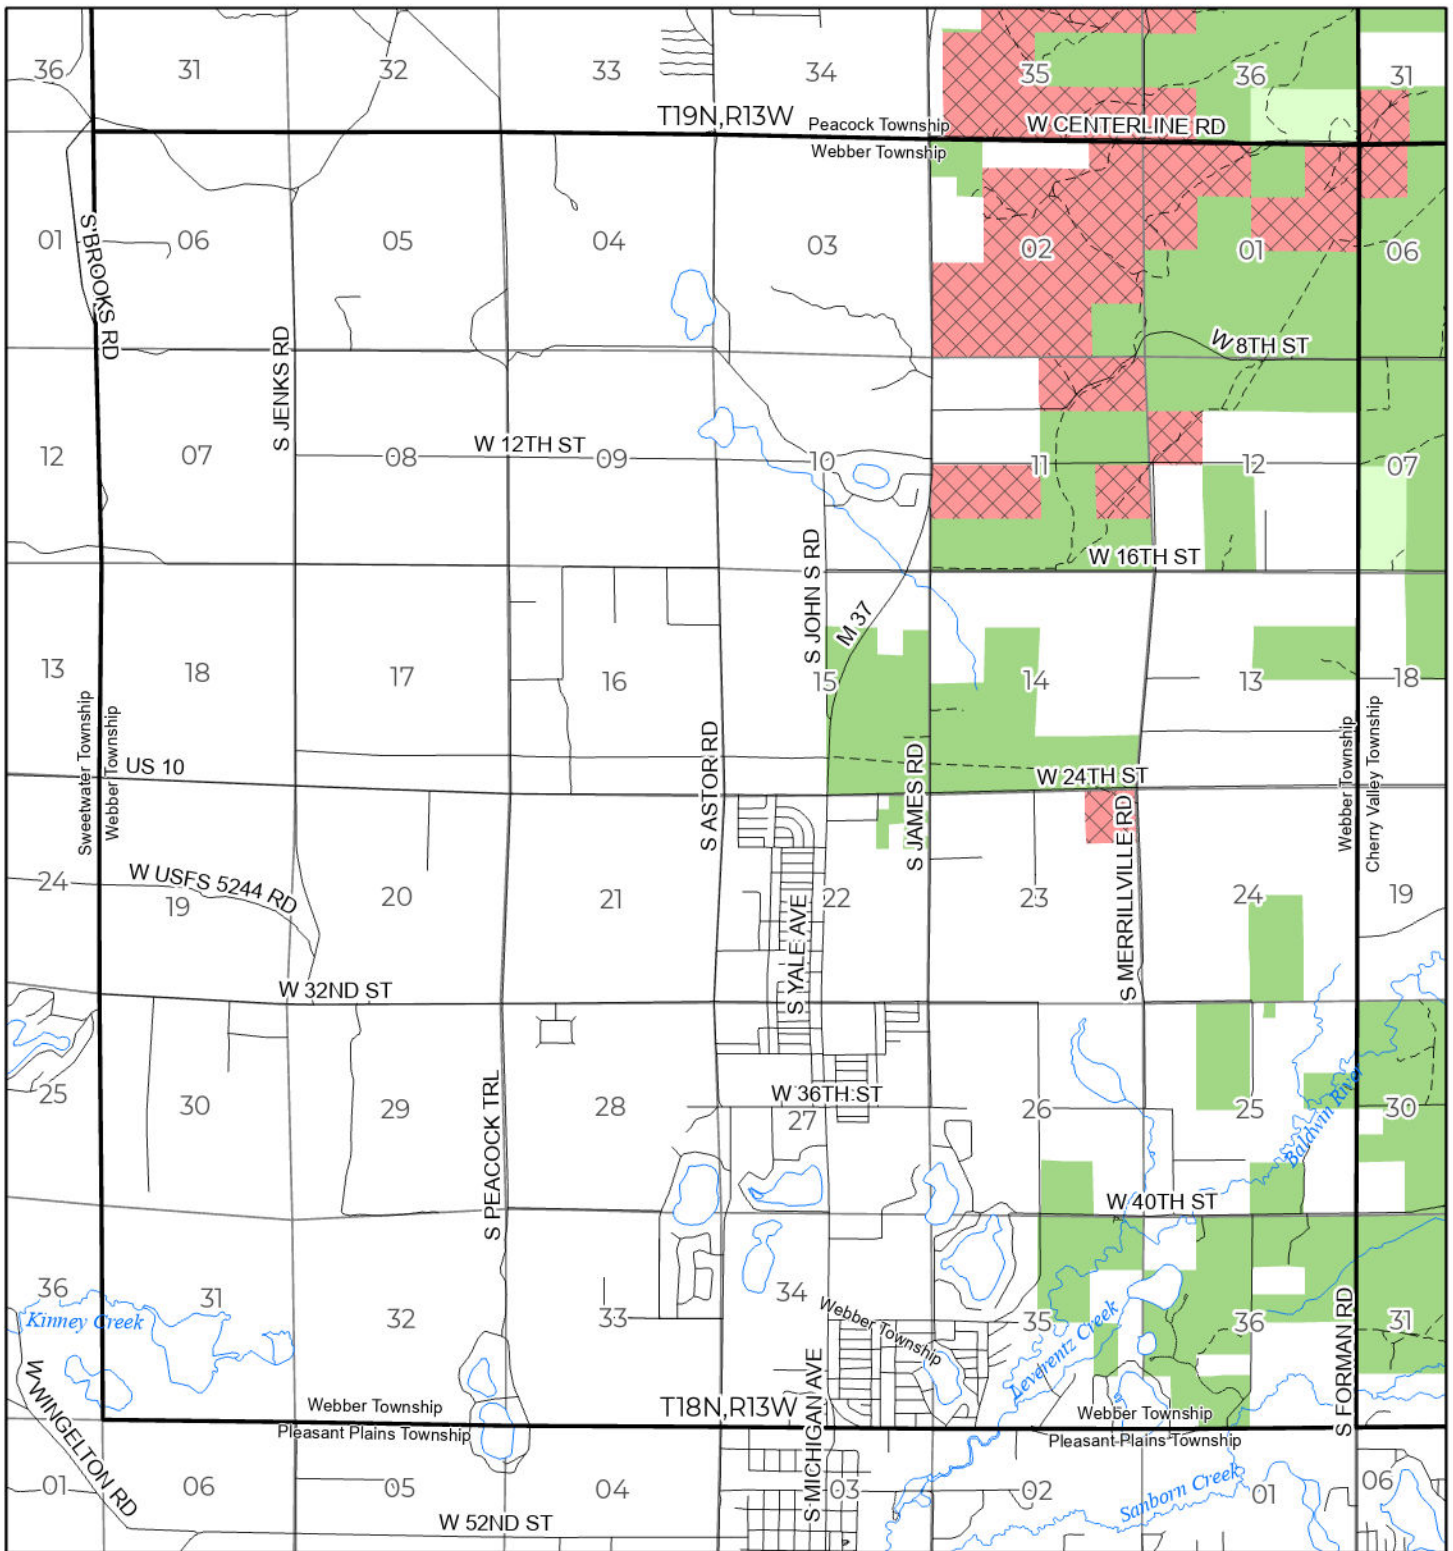 36
31
32
33
34
35
36
31
T19N,R13W
Peacock Township
W CENTERLINE RD
Webber Township
S BROOKS RD
01
06
05
04
03
02
01
06
S JENKS RD
W 8TH ST
12
07
08
W 12TH ST
09
10
11
12
07
S JOHN S RD
W 16TH ST
M 37
13
18
17
16
15
14
13
18
Sweetwater Township
Webber Township
US 10
S ASTOR RD
S JAMES RD
W 24TH ST
S MERRILLVILLE RD
Webber Township
Cherry Valley Township
24
W USFS 5244 RD
19
20
21
22
23
24
19
S YALE AVE
W 32ND ST
25
30
29
28
W 36TH ST
27
26
25
30
Baldwin River
S PEACOCK TRL
W 40TH ST
36
31
32
33
34
35
36
31
Kinney Creek
Webber Township
Leverentz Creek
S FORMAN RD
W WINGELTON RD
S MICHIGAN AVE
Webber Township
T18N,R13W
Webber Township
Pleasant Plains Township
Pleasant Plains Township
01
06
05
04
03
02
Sanborn Creek
01
06
W 52ND ST